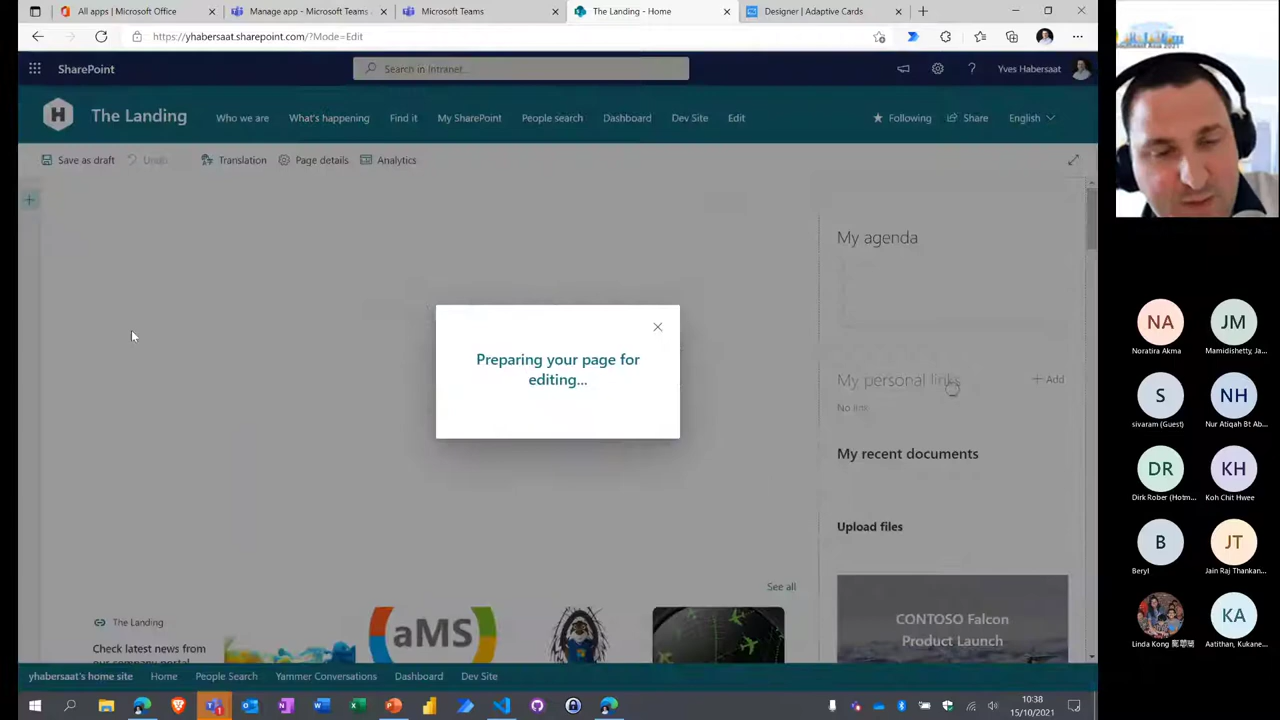 All apps | Microsoft Office
Manage app - Microsoft Teams
Microsoft Teams
The Landing - Home
Designer | Adaptive Cards
https://yhabersaat.sharepoint.com/?Mode=Edit
SharePoint
Search in Intranet...
Yves Habersaat
H
The Landing
Who we are
What's happening
Find it
My SharePoint
People search
Dashboard
Dev Site
Edit
Following
Share
English
Save as draft
Undo
Translation
Page details
Analytics
My agenda
Preparing your page for
editing...
My personal links
+ Add
No link
My recent documents
Upload files
See all
The Landing
Check latest news from
our company portal
aMS
CONTOSO Falcon
Product Launch
yhabersaat's home site
Home
People Search
Yammer Conversations
Dashboard
Dev Site
10:38
15/10/2021
NA
Noratira Akma
JM
Mamidishetty, Ja...
S
sivaram (Guest)
NH
Nur Atiqah Bt Ab...
DR
Dirk Rober (Hotm...
KH
Koh Chit Hwee
B
Beryl
JT
Jain Raj Thankan...
Linda Kong
KA
Aatithan, Kukane...